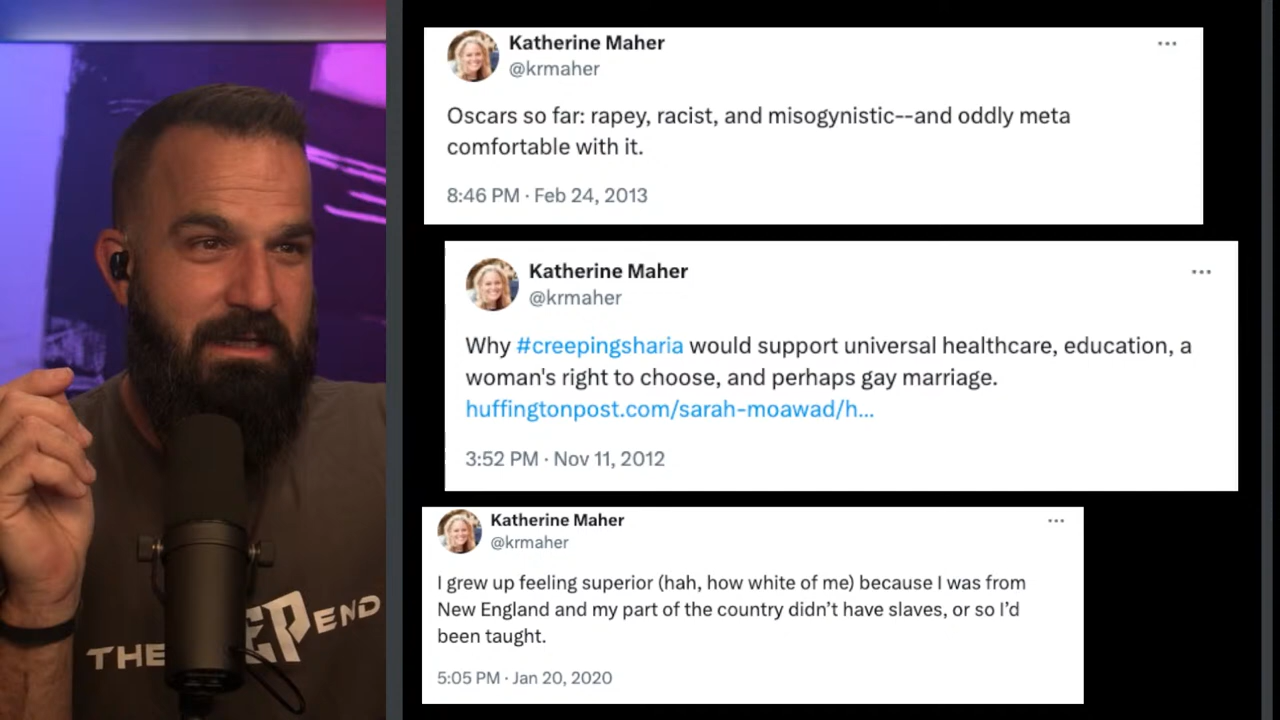 Katherine Maher
@krmaher
Oscars so far: rapey, racist, and misogynistic--and oddly meta
comfortable with it.
8:46 PM · Feb 24, 2013
Katherine Maher
@krmaher
Why #creepingsharia would support universal healthcare, education, a
woman's right to choose, and perhaps gay marriage.
huffingtonpost.com/sarah-moawad/h...
3:52 PM · Nov 11, 2012
Katherine Maher
@krmaher
I grew up feeling superior (hah, how white of me) because I was from
New England and my part of the country didn’t have slaves, or so I’d
been taught.
5:05 PM · Jan 20, 2020
THE END